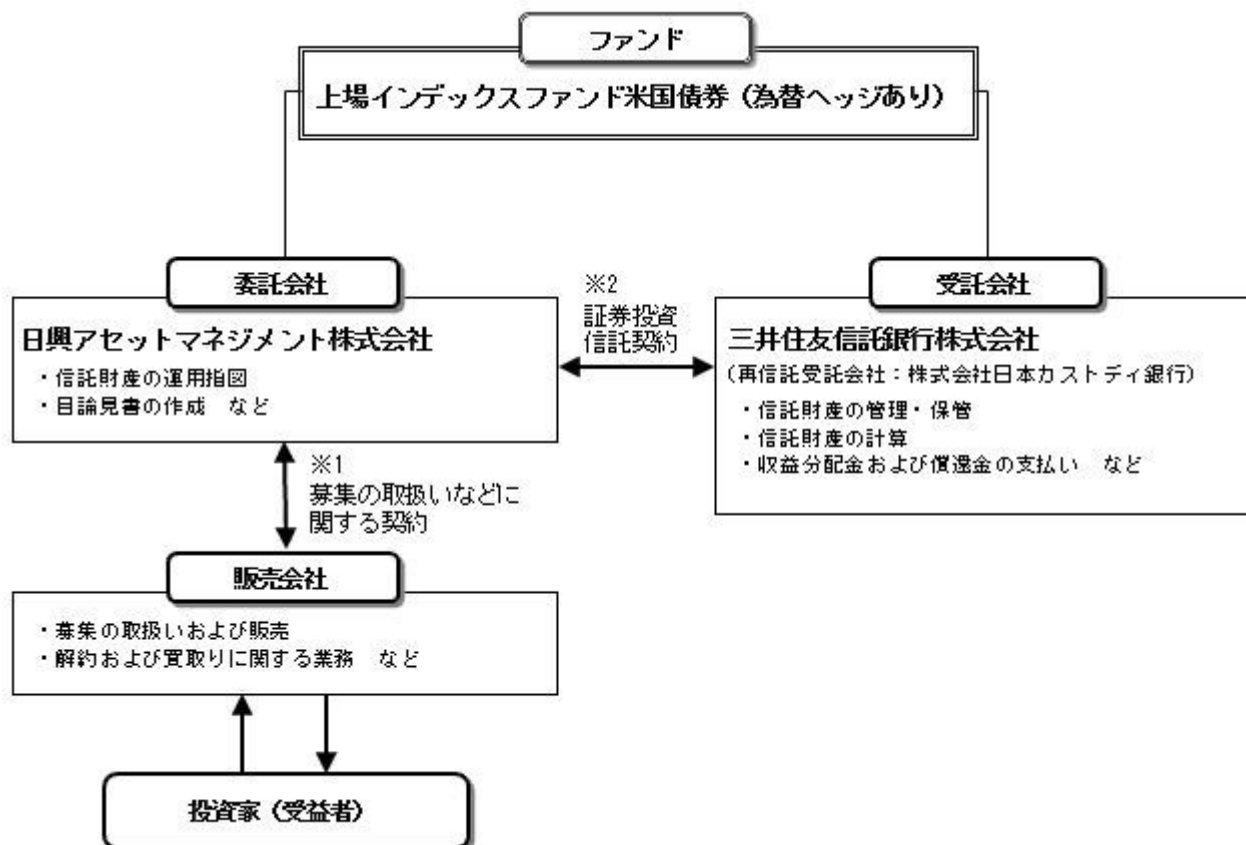 ファンド
上場インデックスファンド米国債券（為替ヘッジあり）
委託会社
日興アセットマネジメント株式会社
・信託財産の運用指図
・目論見書の作成　など
※2
証券投資
信託契約
受託会社
三井住友信託銀行株式会社
（再信託受託会社：株式会社日本カストディ銀行）
・信託財産の管理・保管
・信託財産の計算
・収益分配金および償還金の支払い　など
※1
募集の取扱いなどに
関する契約
販売会社
・募集の取扱いおよび販売
・解約および買取りに関する業務　など
投資家（受益者）